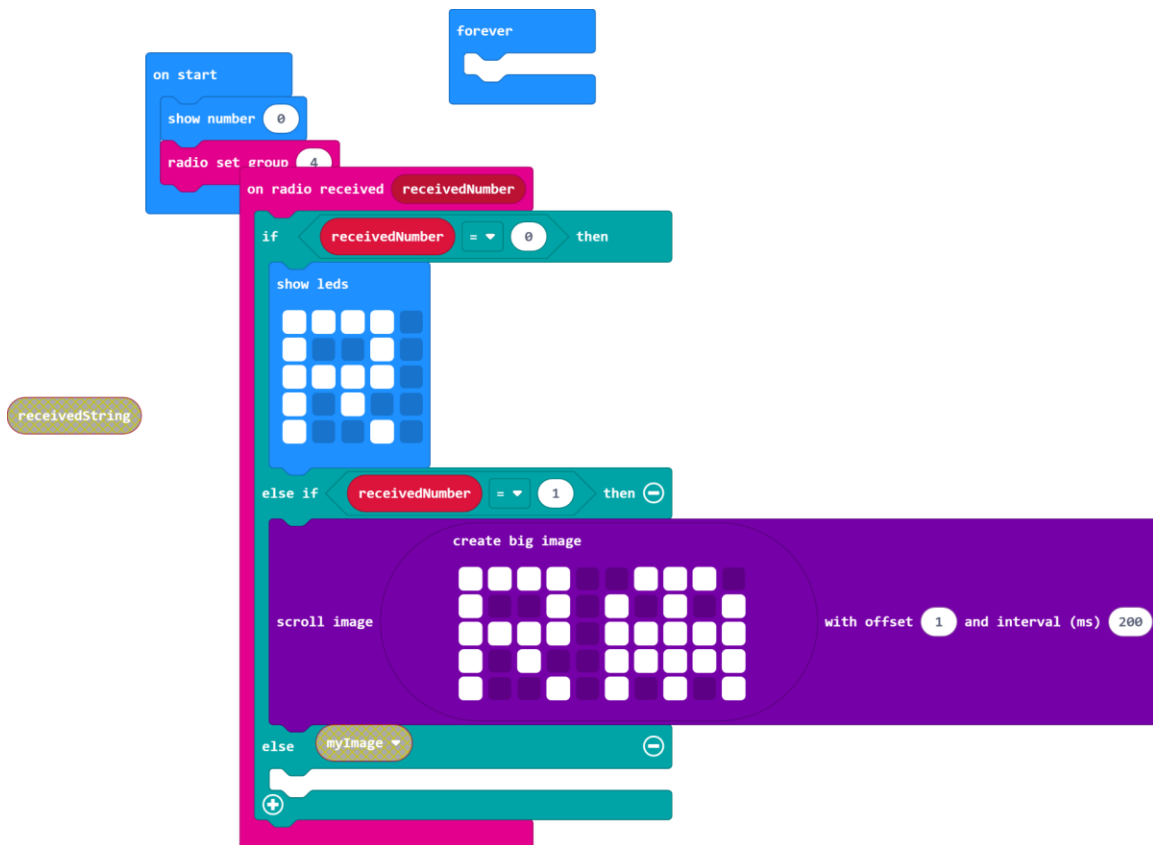 forever
on start
show number 0
radio set group 4
on radio received receivedNumber
if receivedNumber = 0 then
show leds
receivedString
else if receivedNumber = 1 then
create big image
scroll image with offset 1 and interval (ms) 200
else myImage